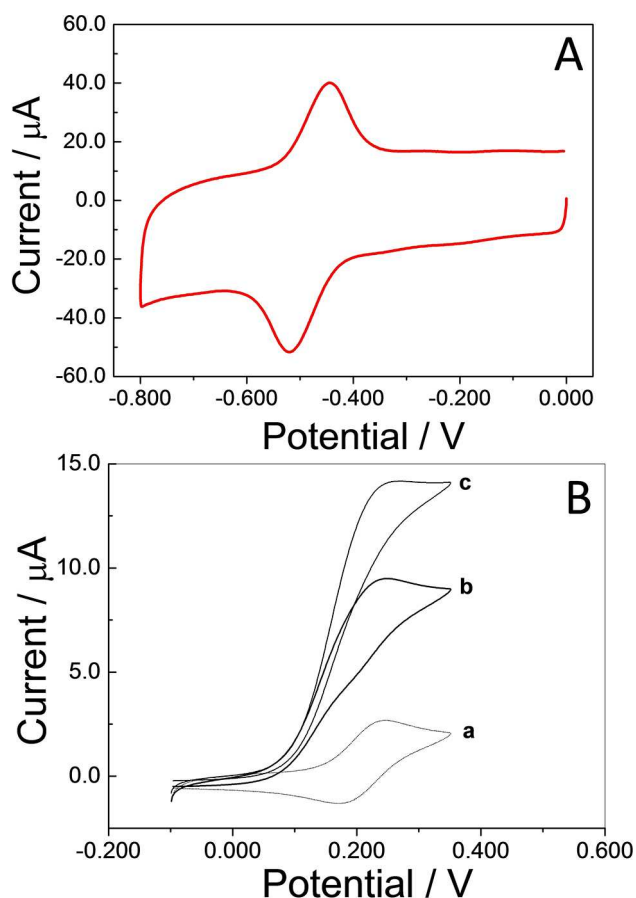 A
60.0
40.0
20.0
0.0
-20.0
-40.0
-60.0
Current / μA
-0.800 -0.600 -0.400 -0.200 0.000
Potential / V
B
15.0
10.0
5.0
0.0
Current / μA
c
b
a
-0.200 0.000 0.200 0.400 0.600
Potential / V